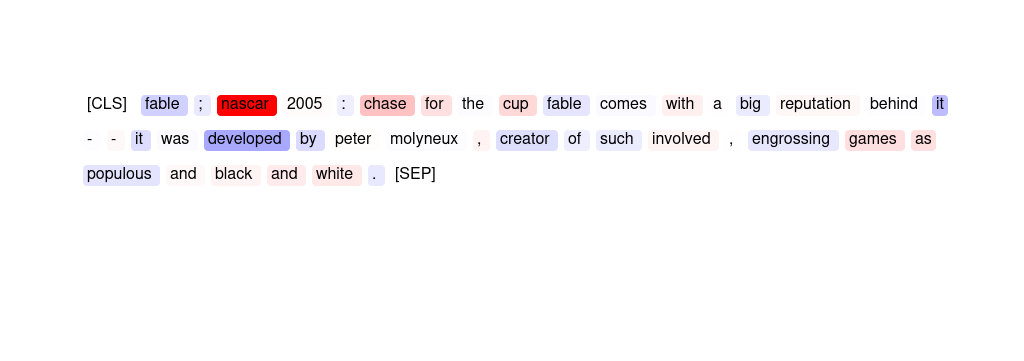 [CLS] fable ; nascar 2005 : chase for the cup fable comes with a big reputation behind it
- - it was developed by peter molyneux , creator of such involved , engrossing games as
populous and black and white . [SEP]